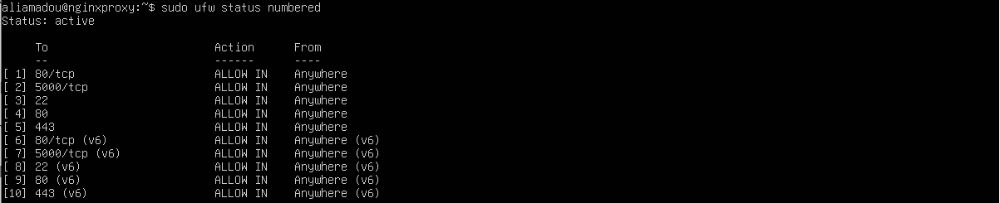 aliamadou@nginxproxy:~$ sudo ufw status numbered
Status: active

     To                         Action      From
     --                         ------      ----
[ 1] 80/tcp                     ALLOW IN    Anywhere
[ 2] 5000/tcp                   ALLOW IN    Anywhere
[ 3] 22                         ALLOW IN    Anywhere
[ 4] 80                         ALLOW IN    Anywhere
[ 5] 443                        ALLOW IN    Anywhere
[ 6] 80/tcp (v6)                ALLOW IN    Anywhere (v6)
[ 7] 5000/tcp (v6)              ALLOW IN    Anywhere (v6)
[ 8] 22 (v6)                    ALLOW IN    Anywhere (v6)
[ 9] 80 (v6)                    ALLOW IN    Anywhere (v6)
[10] 443 (v6)                   ALLOW IN    Anywhere (v6)